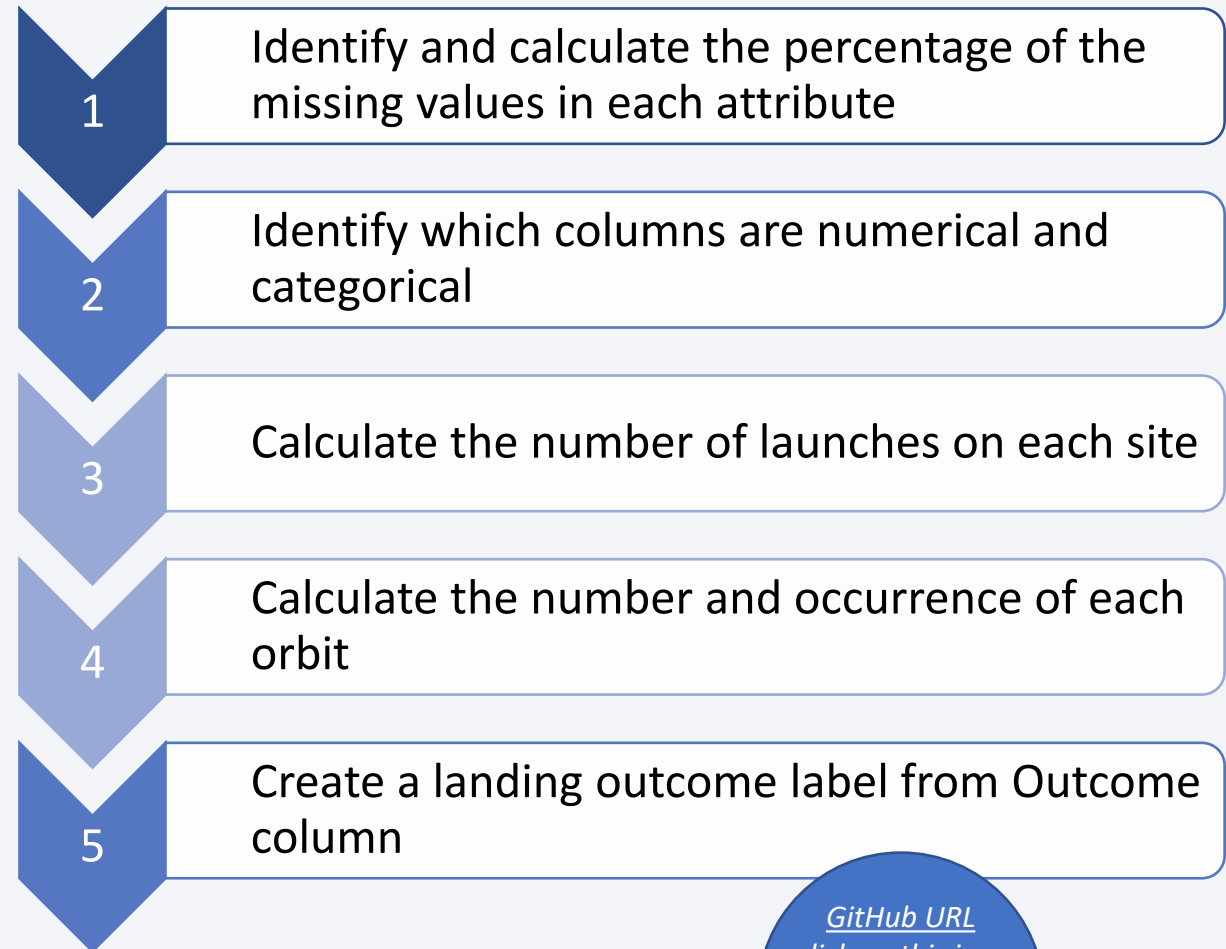 1
Identify and calculate the percentage of the
missing values in each attribute
2
Identify which columns are numerical and
categorical
3
Calculate the number of launches on each site
4
Calculate the number and occurrence of each
orbit
5
Create a landing outcome label from Outcome
column
GitHub URL